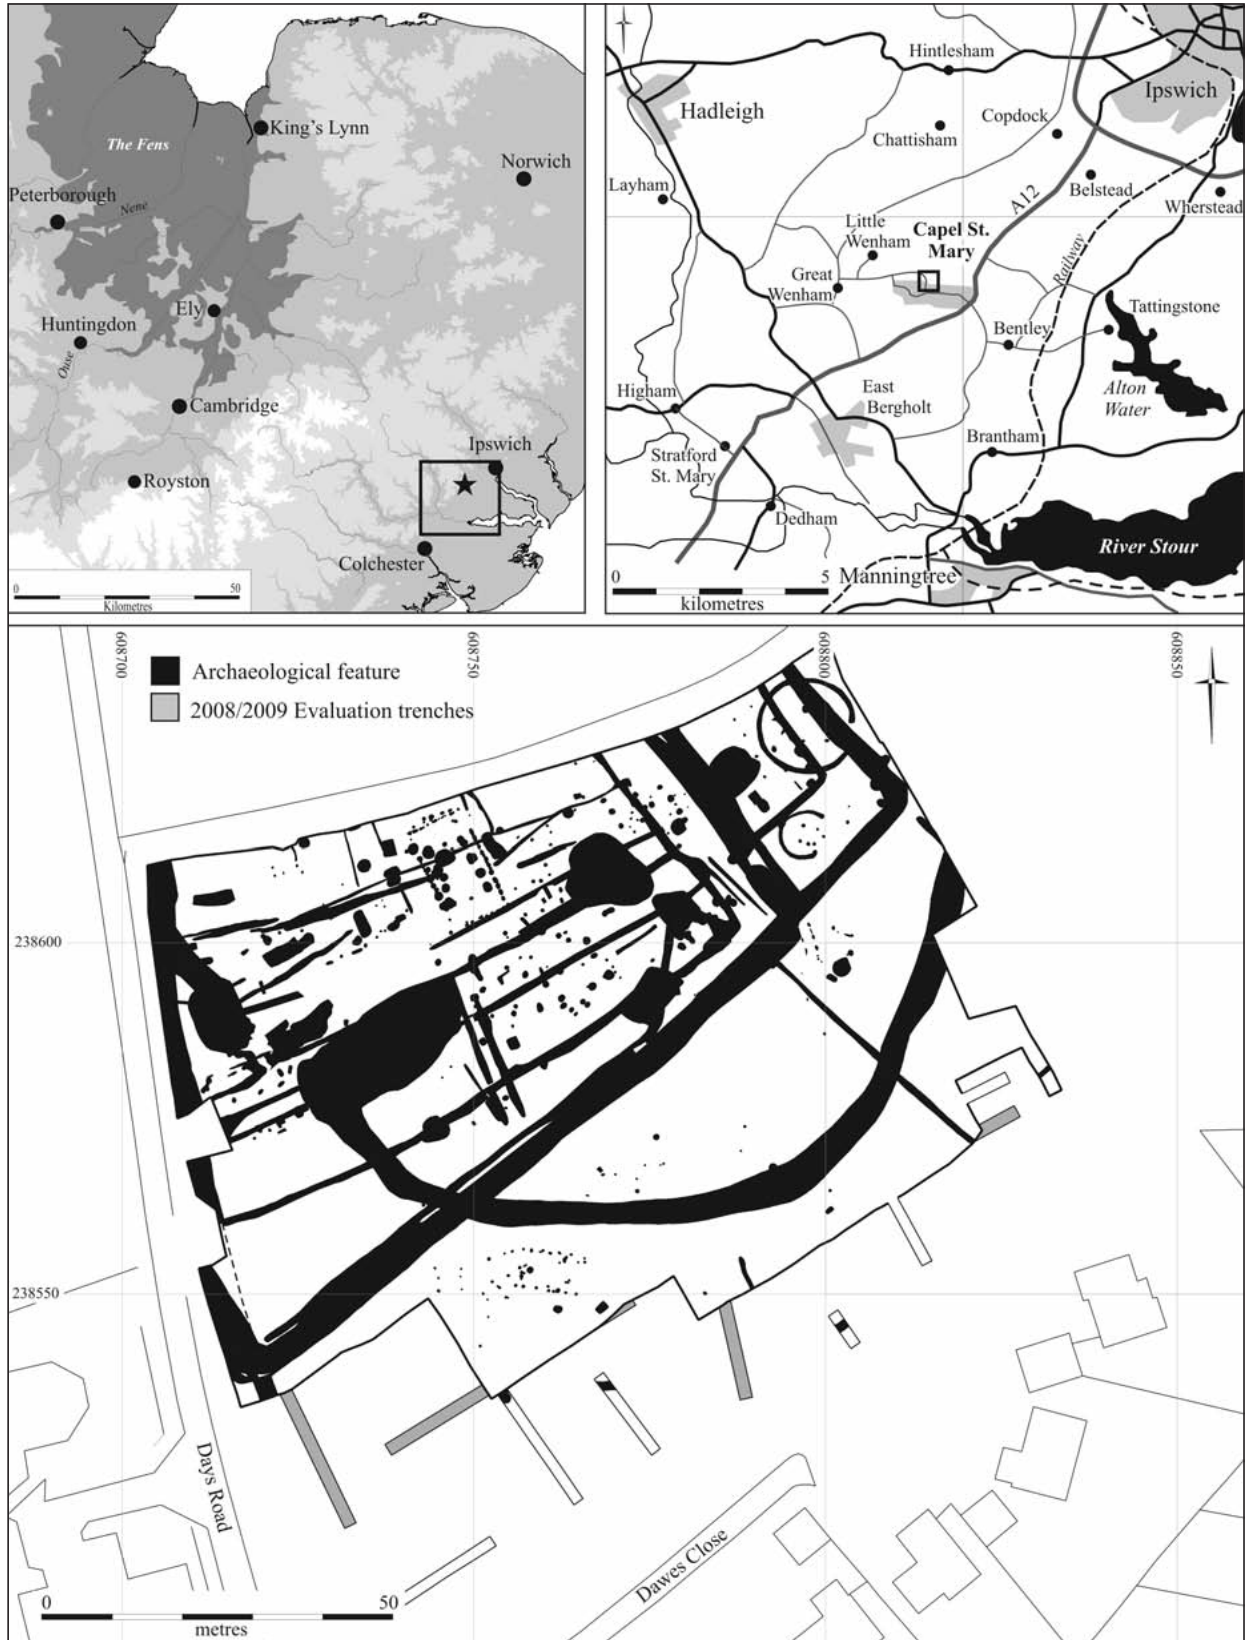 The Fens
King's Lynn
Norwich
Peterborough
Nene
Ely
Huntingdon
Ouse
Cambridge
Ipswich
Royston
Colchester
0
50
Kilometres
Hintlesham
Ipswich
Hadleigh
Copdock
Chattisham
Layham
A12
Belstead
Wherstead
Little
Wenham
Capel St.
Mary
Railway
Great
Wenham
Tattingstone
Bentley
Alton
Water
Higham
East
Bergholt
Brantham
Stratford
St. Mary
Dedham
River Stour
Manningtree
0
5
kilometres
608700
608750
608800
608850
Archaeological feature
2008/2009 Evaluation trenches
238600
238550
Days Road
Dawes Close
0
50
metres